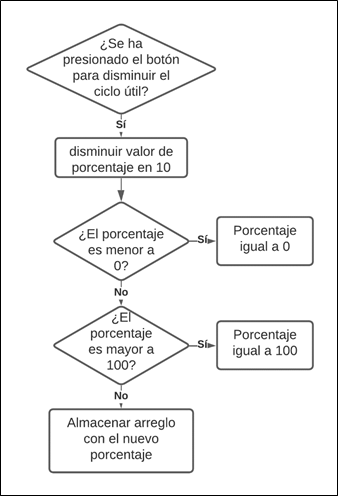 ¿Se ha
presionado el botón
para disminuir el
ciclo útil?
Sí
disminuir valor de
porcentaje en 10
¿El porcentaje
es menor a
0?
Sí
Porcentaje
igual a 0
No
¿El
porcentaje
es mayor a
100?
Sí
Porcentaje
igual a 100
No
Almacenar arreglo
con el nuevo
porcentaje